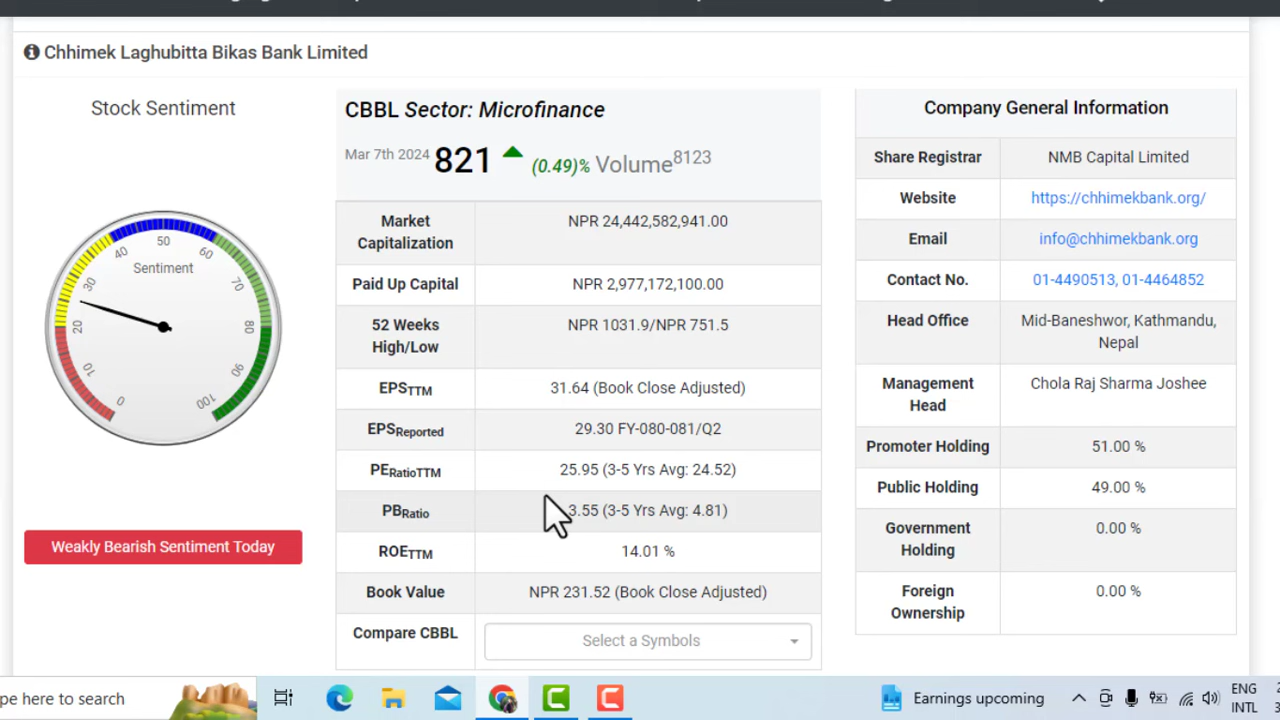 Chhimek Laghubitta Bikas Bank Limited
Stock Sentiment
0
10
20
30
40
50
60
70
80
90
100
Sentiment
Weakly Bearish Sentiment Today
CBBL Sector: Microfinance
Mar 7th 2024 821 (0.49)% Volume8123
Market Capitalization NPR 24,442,582,941.00
Paid Up Capital NPR 2,977,172,100.00
52 Weeks High/Low NPR 1031.9/NPR 751.5
EPSTTM 31.64 (Book Close Adjusted)
EPSReported 29.30 FY-080-081/Q2
PERatioTTM 25.95 (3-5 Yrs Avg: 24.52)
PBRatio 3.55 (3-5 Yrs Avg: 4.81)
ROETTM 14.01 %
Book Value NPR 231.52 (Book Close Adjusted)
Compare CBBL Select a Symbols
Company General Information
Share Registrar NMB Capital Limited
Website https://chhimekbank.org/
Email info@chhimekbank.org
Contact No. 01-4490513, 01-4464852
Head Office Mid-Baneshwor, Kathmandu, Nepal
Management Head Chola Raj Sharma Joshee
Promoter Holding 51.00 %
Public Holding 49.00 %
Government Holding 0.00 %
Foreign Ownership 0.00 %
pe here to search
Earnings upcoming
ENG
INTL